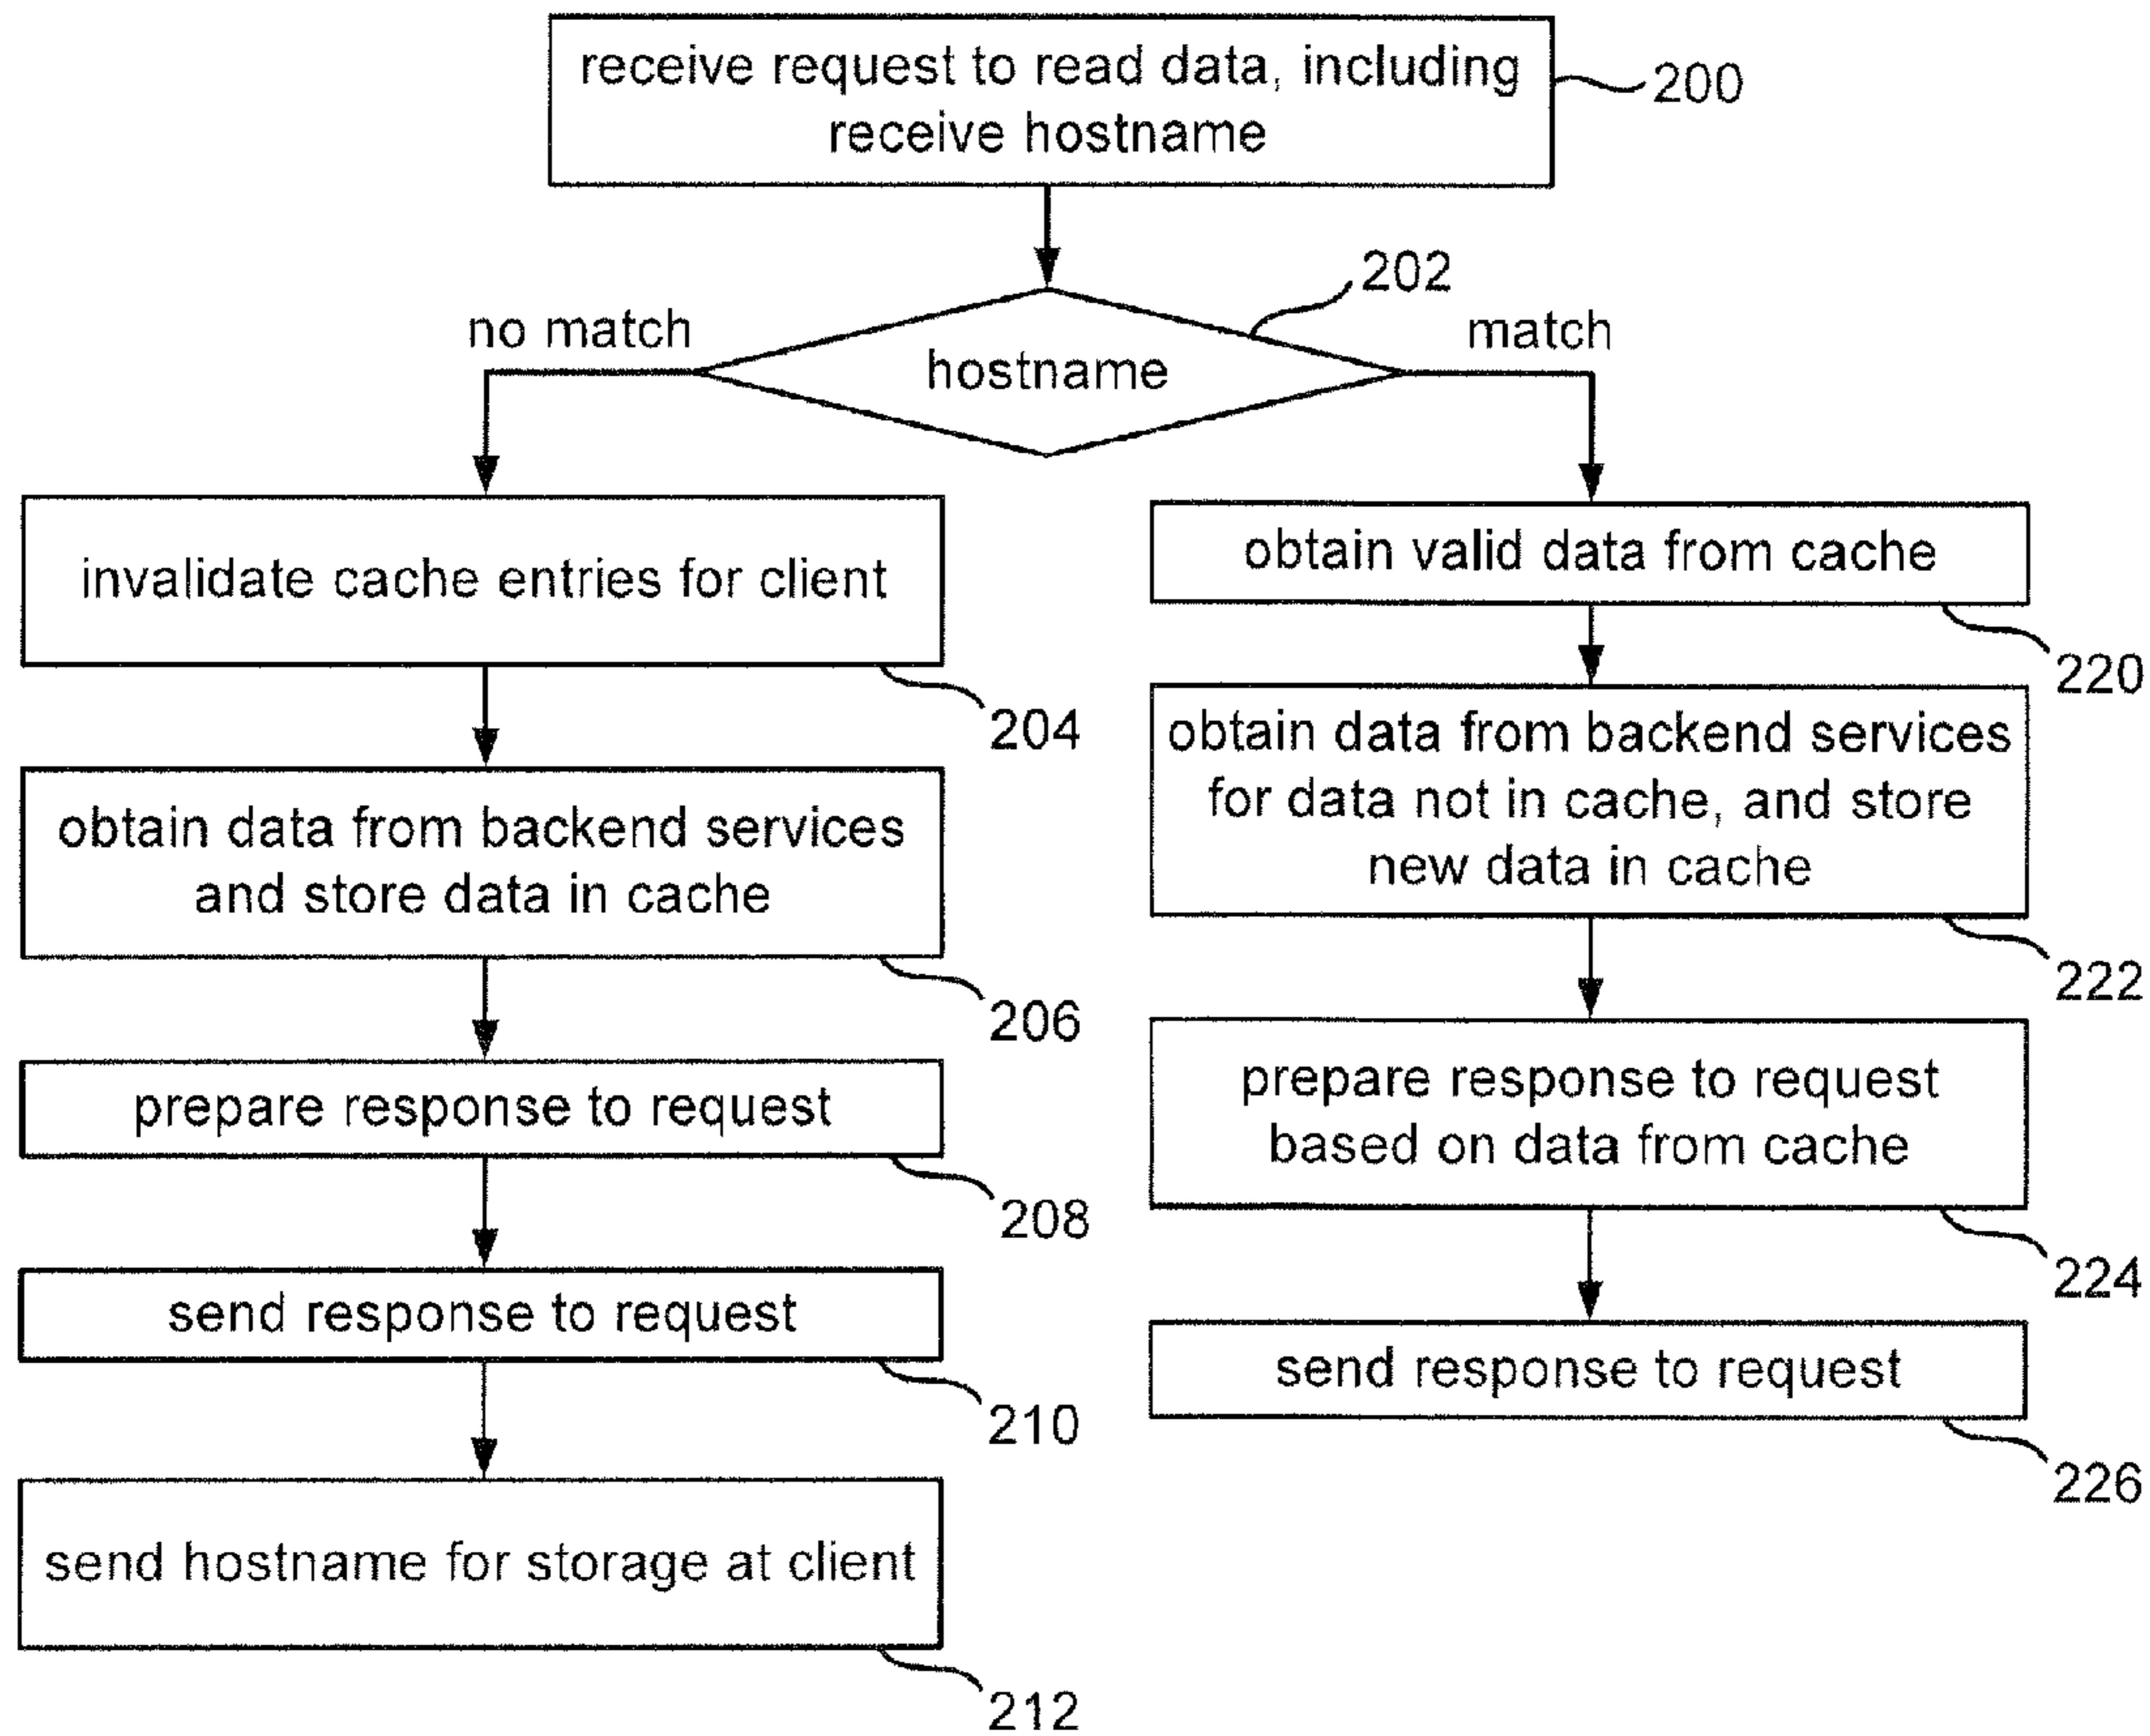 receive request to read data, including
receive hostname
200
202
no match
hostname
match
invalidate cache entries for client
204
obtain data from backend services
and store data in cache
206
prepare response to request
208
send response to request
210
send hostname for storage at client
212
obtain valid data from cache
220
obtain data from backend services
for data not in cache, and store
new data in cache
222
prepare response to request
based on data from cache
224
send response to request
226